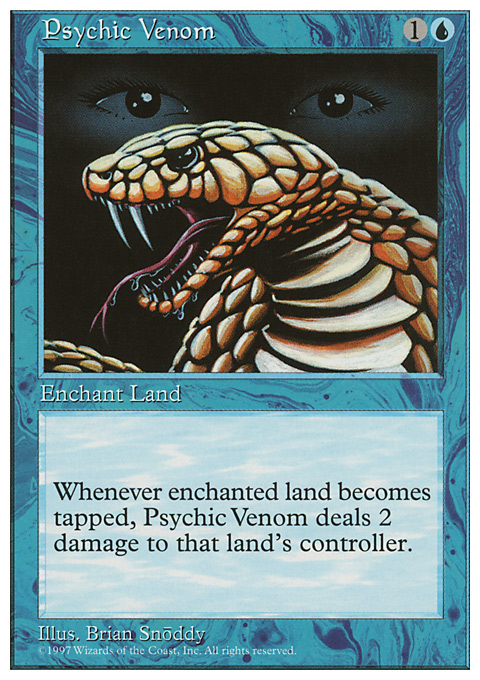 Psychic Venom 1
Enchant Land
Whenever enchanted land becomes
tapped, Psychic Venom deals 2
damage to that land's controller.
Illus. Brian Snōddy
©1997 Wizards of the Coast, Inc. All rights reserved.